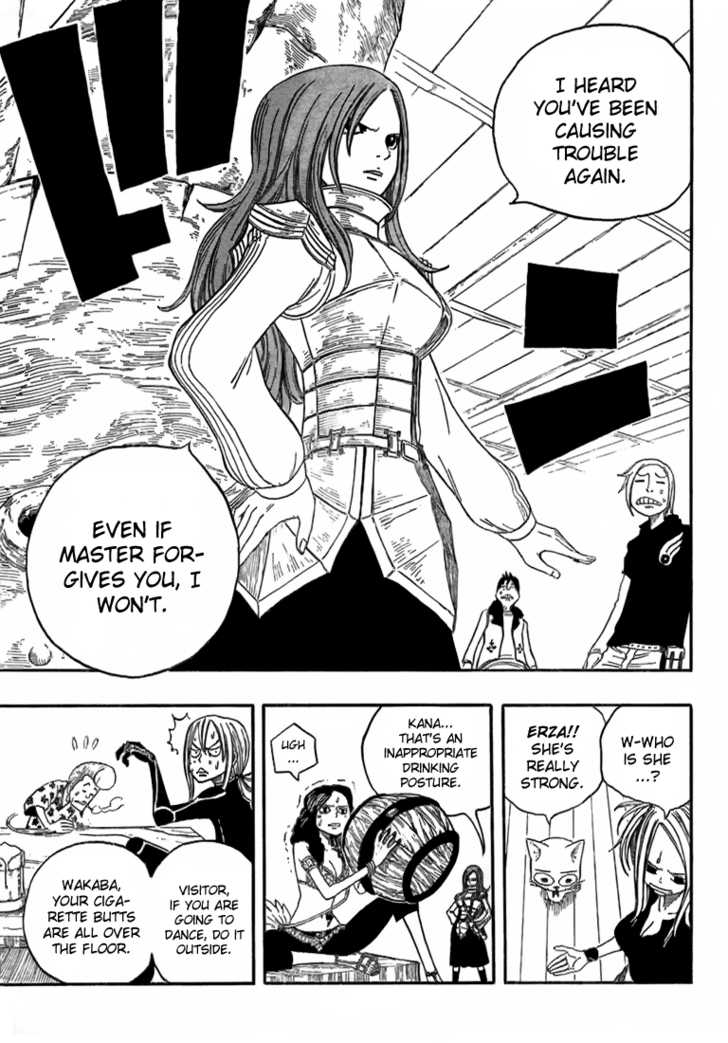 I HEARD
YOU'VE BEEN
CAUSING
TROUBLE
AGAIN.
EVEN IF
MASTER FOR-
GIVES YOU, I
WON'T.
W-WHO
IS SHE
...?
ERZA!!
SHE'S
REALLY
STRONG.
KANA...
THAT'S AN
INAPPROPRIATE
DRINKING
POSTURE.
UGH
...
VISITOR,
IF YOU ARE
GOING TO
DANCE, DO IT
OUTSIDE.
WAKABA,
YOUR CIGA-
RETTE BUTTS
ARE ALL OVER
THE FLOOR.